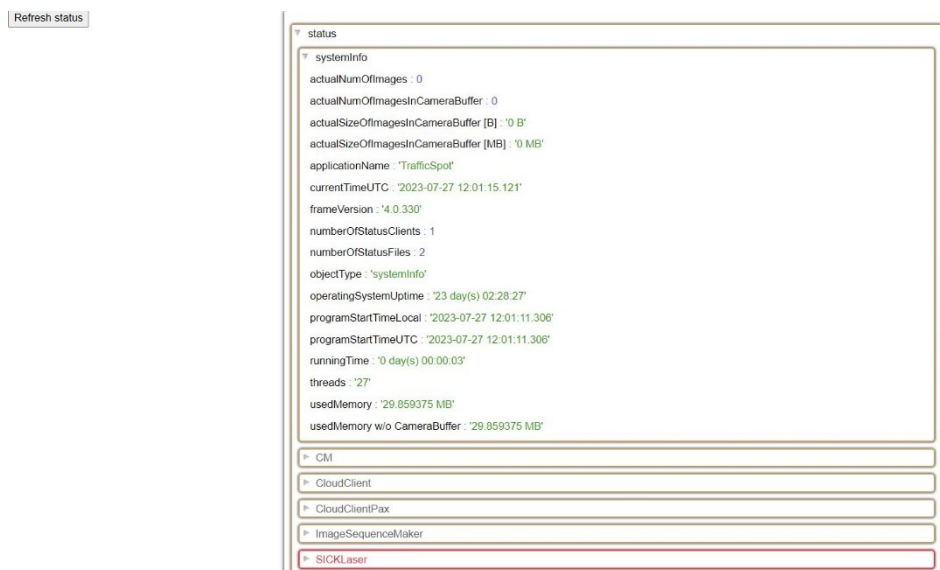 Refresh status
status
systemInfo
actualNumOfImages : 0
actualNumOfImagesInCameraBuffer : 0
actualSizeOfImagesInCameraBuffer [B] : '0 B'
actualSizeOfImagesInCameraBuffer [MB] : '0 MB'
applicationName : 'TrafficSpot'
currentTimeUTC : '2023-07-27 12:01:15.121'
frameVersion : '4.0.330'
numberOfStatusClients : 1
numberOfStatusFiles : 2
objectType : 'systemInfo'
operatingSystemUptime : '23 day(s) 02:28:27'
programStartTimeLocal : '2023-07-27 12:01:11.306'
programStartTimeUTC : '2023-07-27 12:01:11.306'
runningTime : '0 day(s) 00:00:03'
threads : '27'
usedMemory : '29.859375 MB'
usedMemory w/o CameraBuffer : '29.859375 MB'
CM
CloudClient
CloudClientPax
ImageSequenceMaker
SICKLaser